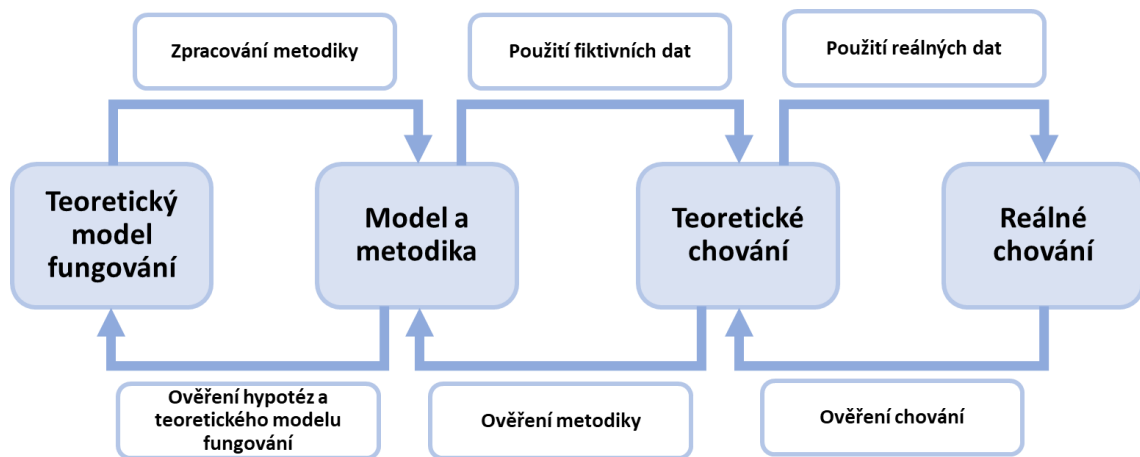 Zpracování metodiky
Použití fiktivních dat
Použití reálných dat
Teoretický
model
fungování
Model a
metodika
Teoretické
chování
Reálné
chování
Ověření hypotéz a
teoretického modelu
fungování
Ověření metodiky
Ověření chování